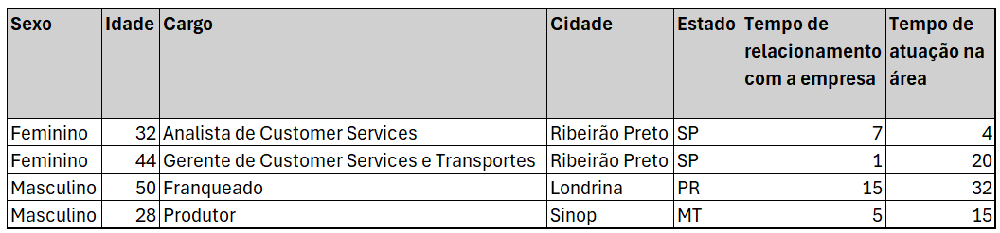 Sexo Idade Cargo Cidade Estado Tempo de relacionamento com a empresa Tempo de atuação na área
Feminino 32 Analista de Customer Services Ribeirão Preto SP 7 4
Feminino 44 Gerente de Customer Services e Transportes Ribeirão Preto SP 1 20
Masculino 50 Franqueado Londrina PR 15 32
Masculino 28 Produtor Sinop MT 5 15